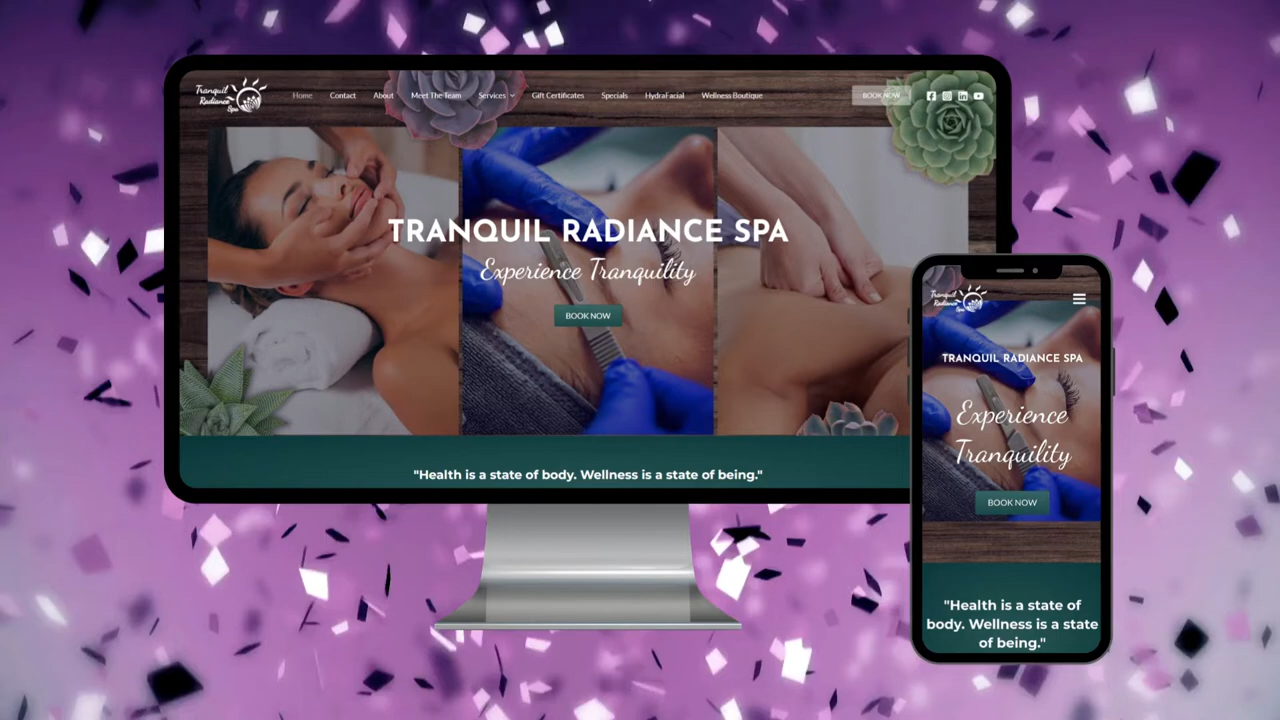 Tranquil
Radiance
Spa
Home Contact About Meet The Team Services Gift Certificates Specials HydraFacial Wellness Boutique BOOK NOW
TRANQUIL RADIANCE SPA
Experience Tranquility
BOOK NOW
"Health is a state of body. Wellness is a state of being."
Tranquil
Radiance
Spa
TRANQUIL RADIANCE SPA
Experience
Tranquility
BOOK NOW
"Health is a state of
body. Wellness is a state
of being."